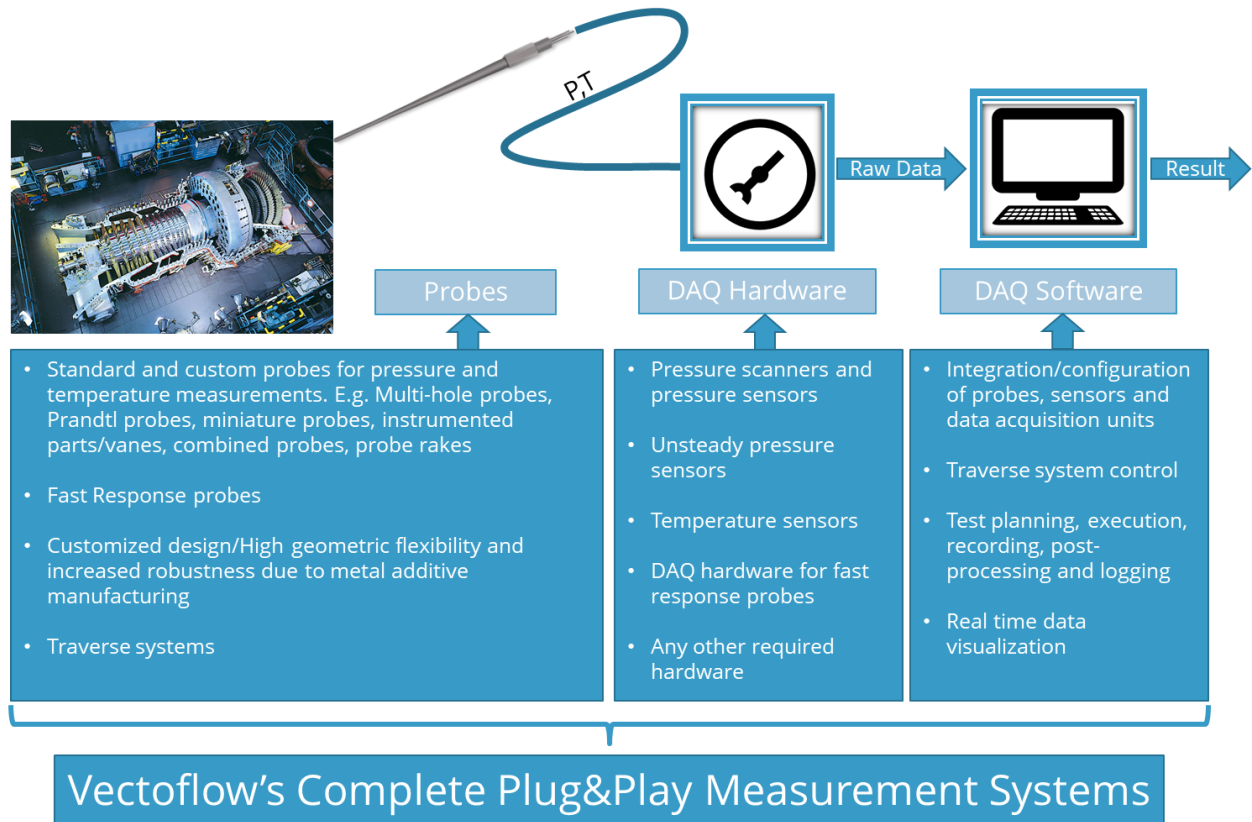 P,T
Raw Data
Result
Probes
DAQ Hardware
DAQ Software
• Standard and custom probes for pressure and
temperature measurements. E.g. Multi-hole probes,
Prandtl probes, miniature probes, instrumented
parts/vanes, combined probes, probe rakes
• Fast Response probes
• Customized design/High geometric flexibility and
increased robustness due to metal additive
manufacturing
• Traverse systems
• Pressure scanners and
pressure sensors
• Unsteady pressure
sensors
• Temperature sensors
• DAQ hardware for fast
response probes
• Any other required
hardware
• Integration/configuration
of probes, sensors and
data acquisition units
• Traverse system control
• Test planning, execution,
recording, post-
processing and logging
• Real time data
visualization
Vectoflow's Complete Plug&Play Measurement Systems